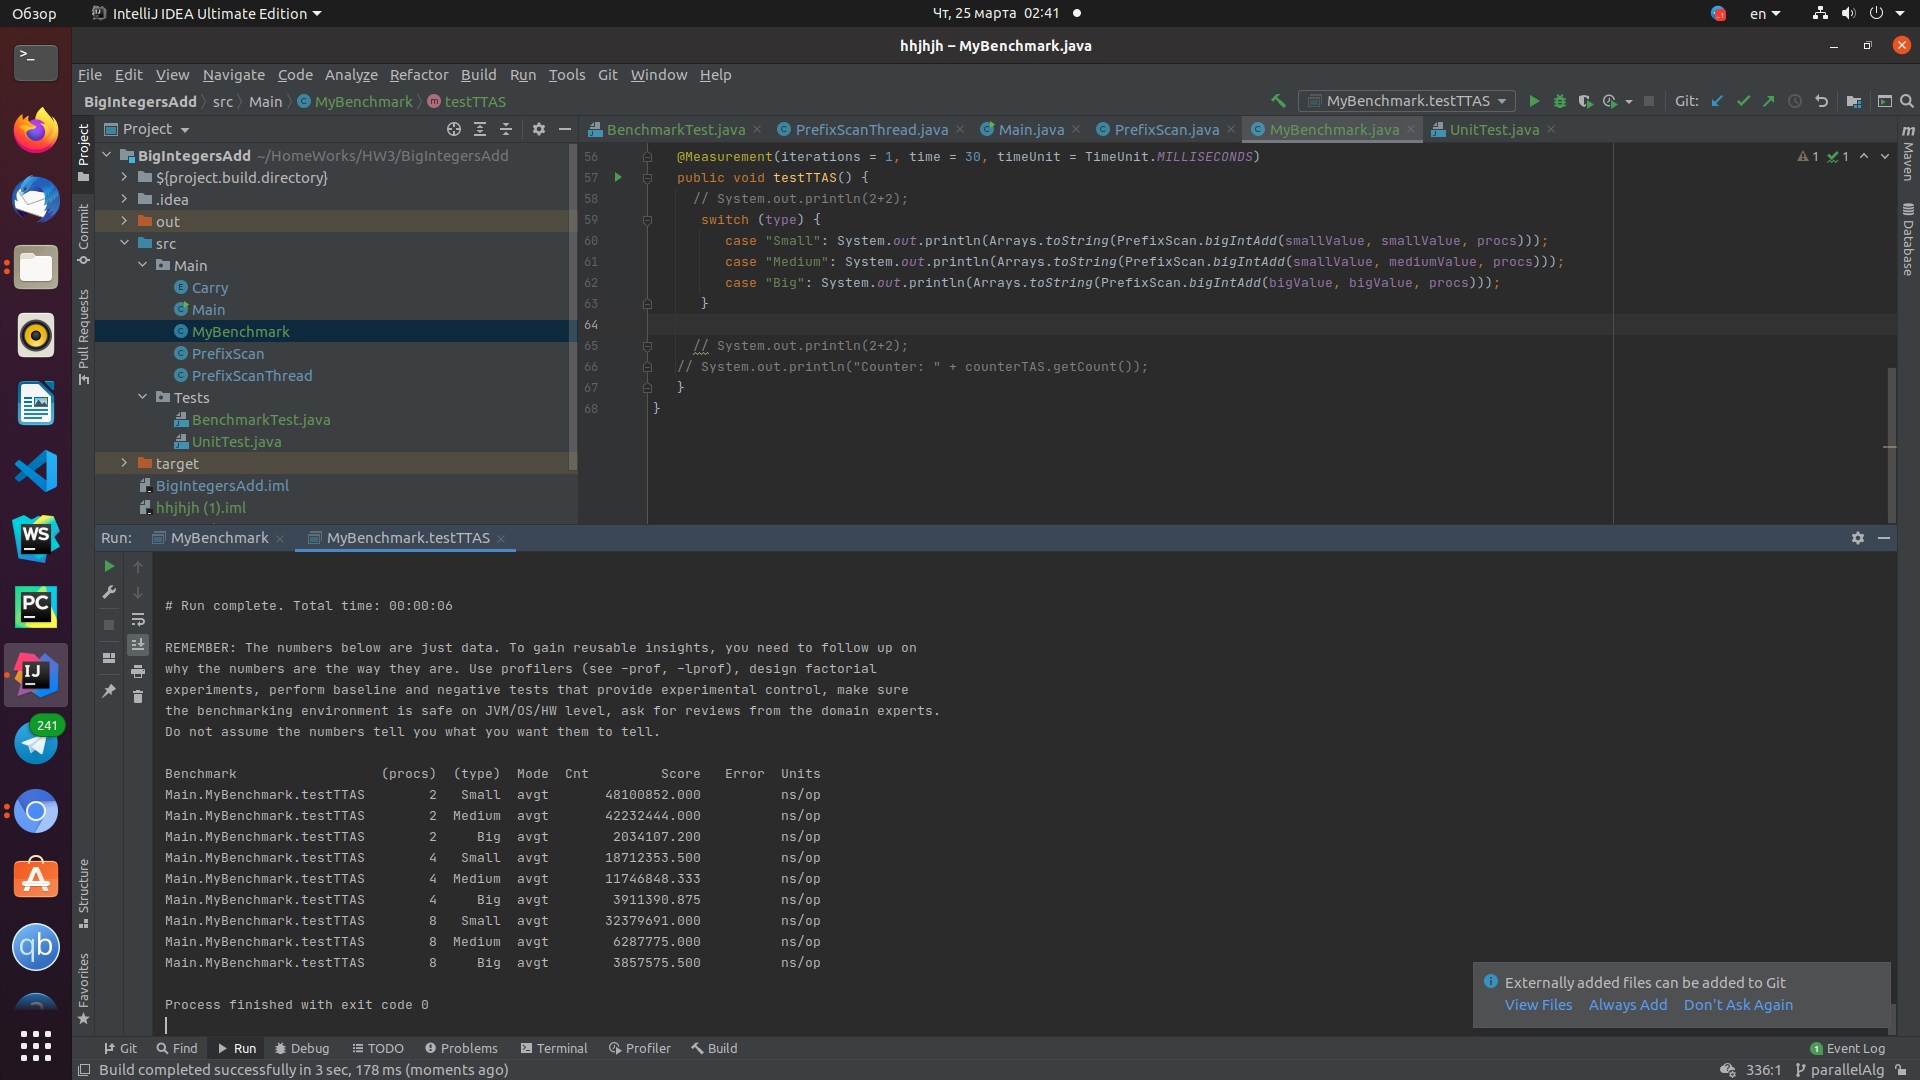 Обзор
IntelliJ IDEA Ultimate Edition
Чт, 25 марта 02:41
en
hhjhjh – MyBenchmark.java
File Edit View Navigate Code Analyze Refactor Build Run Tools Git Window Help
BigIntegersAdd src Main MyBenchmark testTTAS
MyBenchmark.testTTAS
Git:
Project
BenchmarkTest.java PrefixScanThread.java Main.java PrefixScan.java MyBenchmark.java UnitTest.java
BigIntegersAdd ~/HomeWorks/HW3/BigIntegersAdd
${project.build.directory}
.idea
out
src
Main
Carry
Main
MyBenchmark
PrefixScan
PrefixScanThread
Tests
BenchmarkTest.java
UnitTest.java
target
BigIntegersAdd.iml
hhjhjh (1).iml
Project
Commit
Pull Requests
Structure
Favorites
Maven
Database
1 1
56 @Measurement(iterations = 1, time = 30, timeUnit = TimeUnit.MILLISECONDS)
57 public void testTTAS() {
58 // System.out.println(2+2);
59 switch (type) {
60 case "Small": System.out.println(Arrays.toString(PrefixScan.bigIntAdd(smallValue, smallValue, procs)));
61 case "Medium": System.out.println(Arrays.toString(PrefixScan.bigIntAdd(smallValue, mediumValue, procs)));
62 case "Big": System.out.println(Arrays.toString(PrefixScan.bigIntAdd(bigValue, bigValue, procs)));
63 }
64
65 // System.out.println(2+2);
66 // System.out.println("Counter: " + counterTAS.getCount());
67 }
68 }
Run: MyBenchmark MyBenchmark.testTTAS
# Run complete. Total time: 00:00:06
REMEMBER: The numbers below are just data. To gain reusable insights, you need to follow up on
why the numbers are the way they are. Use profilers (see -prof, -lprof), design factorial
experiments, perform baseline and negative tests that provide experimental control, make sure
the benchmarking environment is safe on JVM/OS/HW level, ask for reviews from the domain experts.
Do not assume the numbers tell you what you want them to tell.
Benchmark (procs) (type) Mode Cnt Score Error Units
Main.MyBenchmark.testTTAS 2 Small avgt 48100852.000 ns/op
Main.MyBenchmark.testTTAS 2 Medium avgt 42232444.000 ns/op
Main.MyBenchmark.testTTAS 2 Big avgt 2034107.200 ns/op
Main.MyBenchmark.testTTAS 4 Small avgt 18712353.500 ns/op
Main.MyBenchmark.testTTAS 4 Medium avgt 11746848.333 ns/op
Main.MyBenchmark.testTTAS 4 Big avgt 3911390.875 ns/op
Main.MyBenchmark.testTTAS 8 Small avgt 32379691.000 ns/op
Main.MyBenchmark.testTTAS 8 Medium avgt 6287775.000 ns/op
Main.MyBenchmark.testTTAS 8 Big avgt 3857575.500 ns/op
Process finished with exit code 0
Externally added files can be added to Git
View Files Always Add Don't Ask Again
WS
PC
IJ
241
qb
Git Find Run Debug TODO Problems Terminal Profiler Build
1 Event Log
Build completed successfully in 3 sec, 178 ms (moments ago)
336:1 parallelAlg